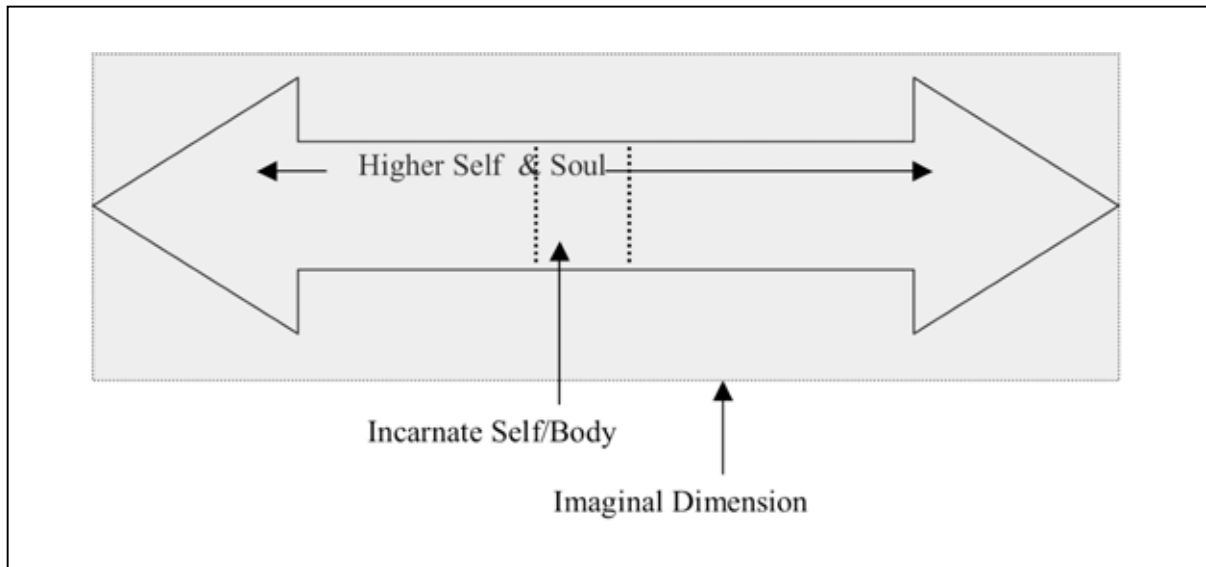 Higher Self & Soul
Incarnate Self/Body
Imaginal Dimension